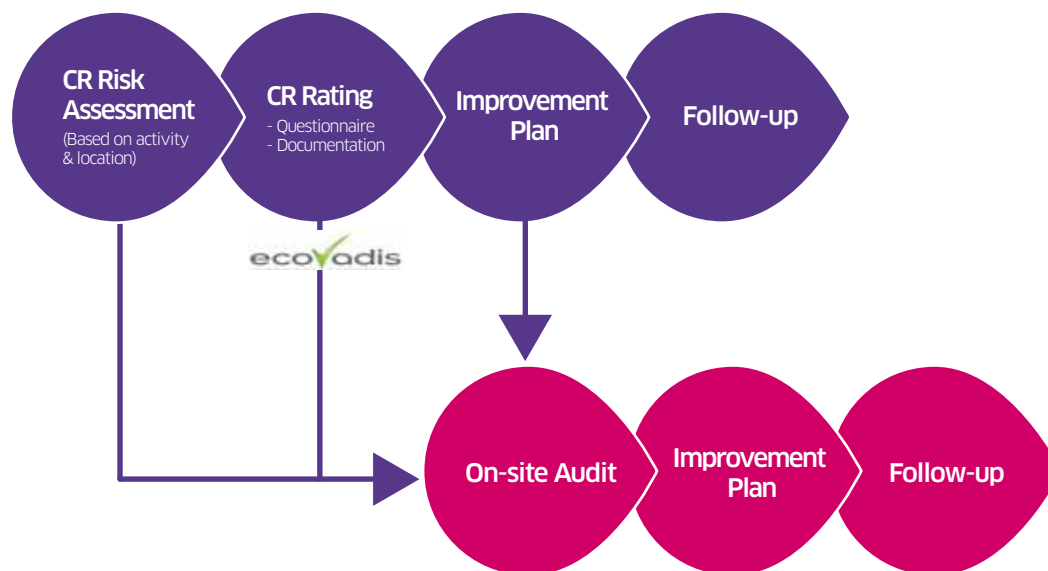 CR Risk
Assessment
(Based on activity
& location)
CR Rating
- Questionnaire
- Documentation
Improvement
Plan
Follow-up
ecovadis
On-site Audit
Improvement
Plan
Follow-up